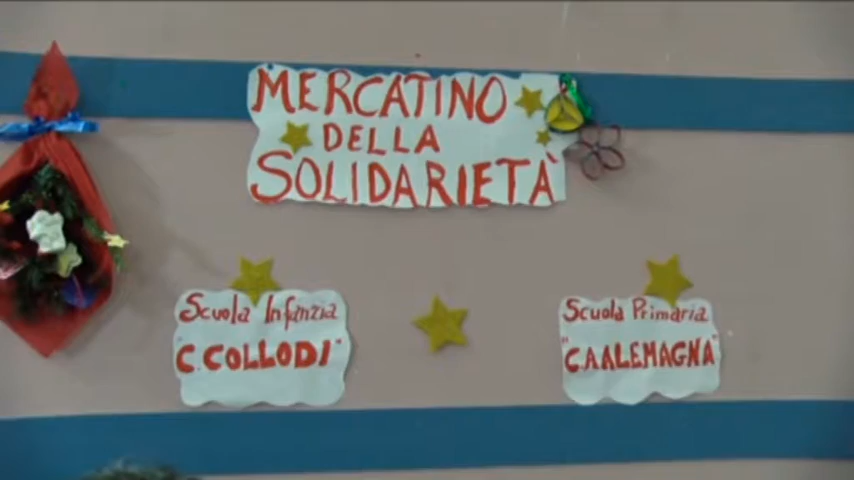 MERCATINO
DELLA
SOLIDARIETÀ
Scuola Infanzia
"C. COLLODI"
Scuola Primaria
"C.A ALEMAGNA"